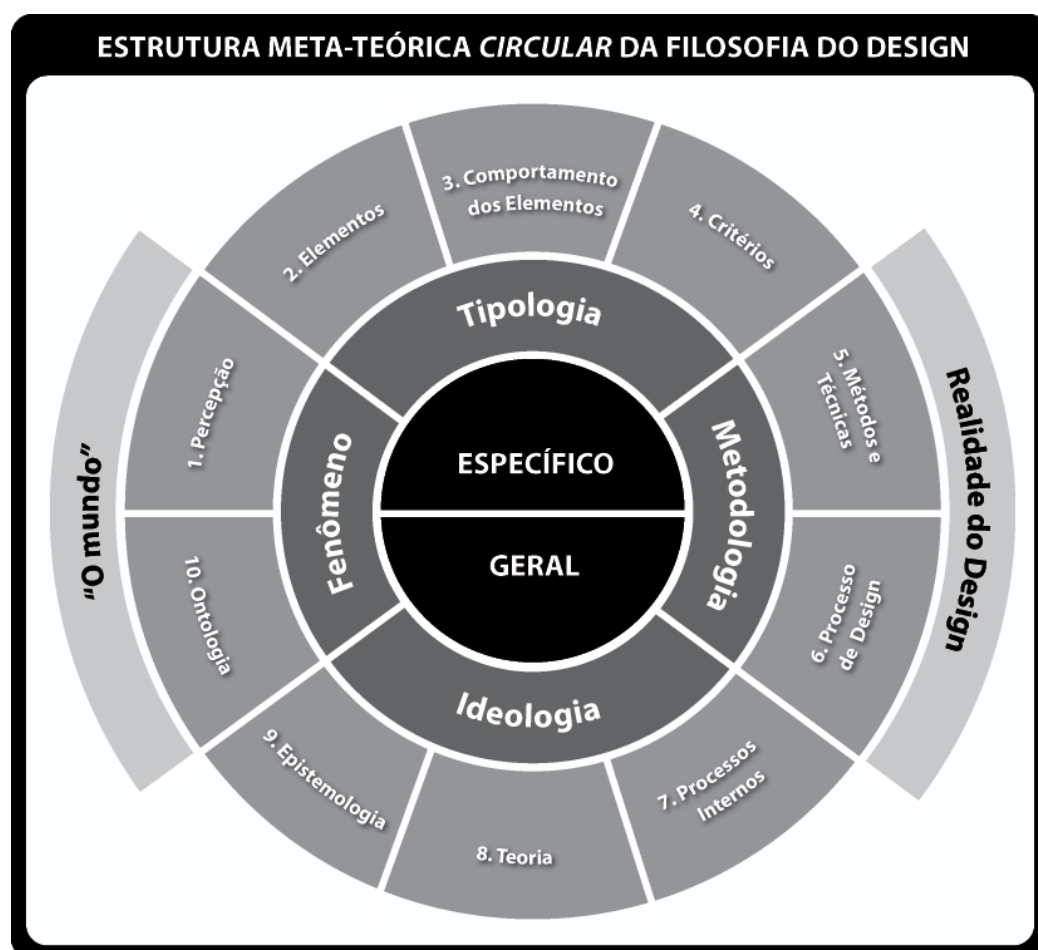 ESTRUTURA META-TEÓRICA CIRCULAR DA FILOSOFIA DO DESIGN
"O mundo"
1. Percepção
2. Elementos
3. Comportamento
dos Elementos
4. Critérios
5. Métodos e
Técnicas
6. Processo
de Design
7. Processos
Internos
8. Teoria
9. Epistemologia
10. Ontologia
Realidade do Design
Fenômeno
Tipologia
Metodologia
Ideologia
ESPECÍFICO
GERAL